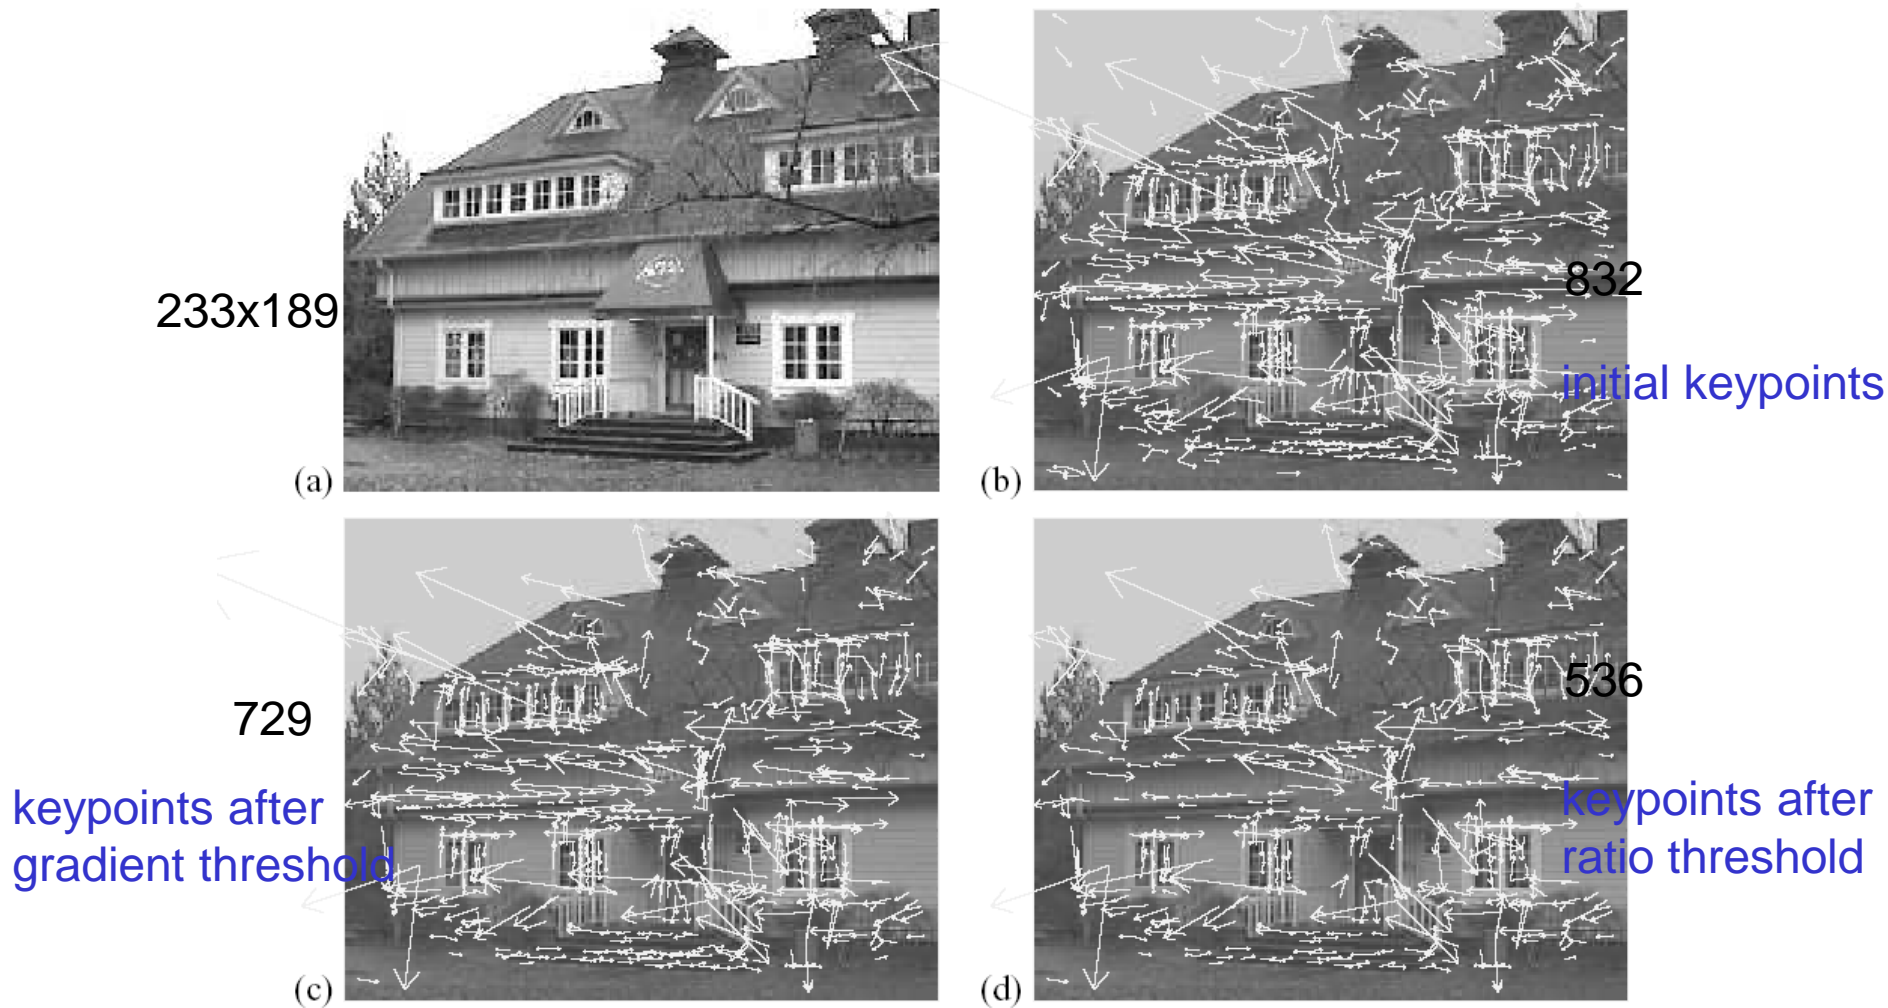 233x189
(a)
832
initial keypoints
(b)
729
keypoints after
gradient threshold
(c)
536
keypoints after
ratio threshold
(d)